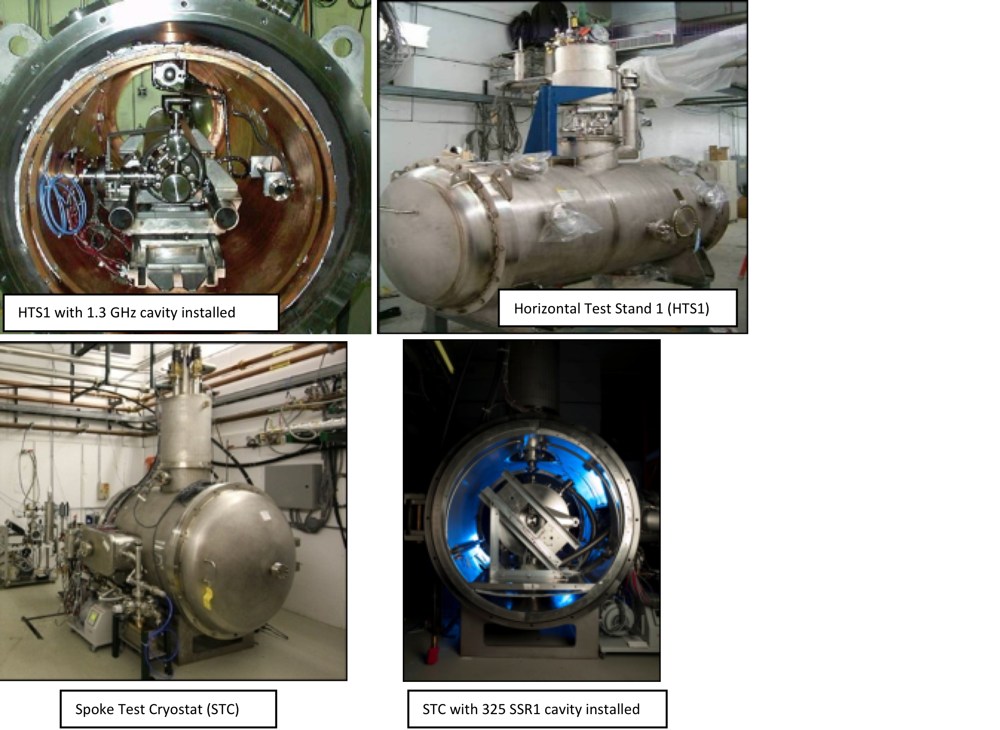 HTS1 with 1.3 GHz cavity installed
Horizontal Test Stand 1 (HTS1)
Spoke Test Cryostat (STC)
STC with 325 SSR1 cavity installed